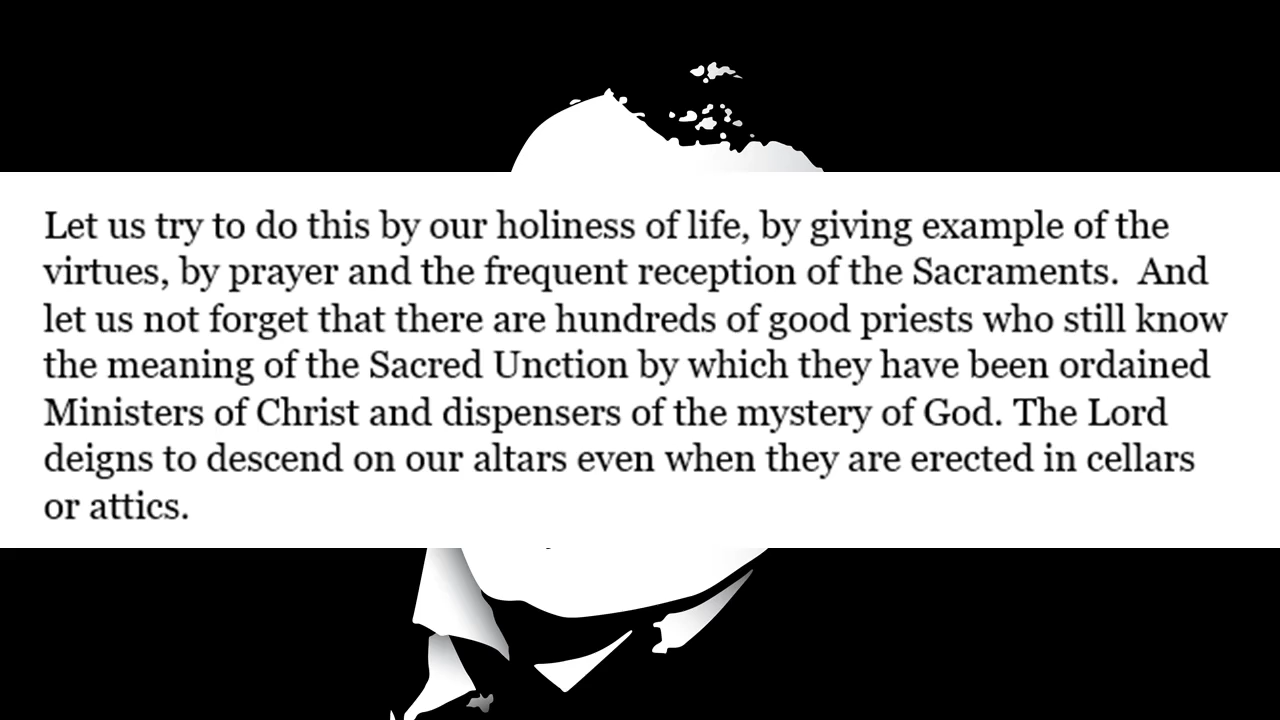 Let us try to do this by our holiness of life, by giving example of the
virtues, by prayer and the frequent reception of the Sacraments.  And
let us not forget that there are hundreds of good priests who still know
the meaning of the Sacred Unction by which they have been ordained
Ministers of Christ and dispensers of the mystery of God. The Lord
deigns to descend on our altars even when they are erected in cellars
or attics.